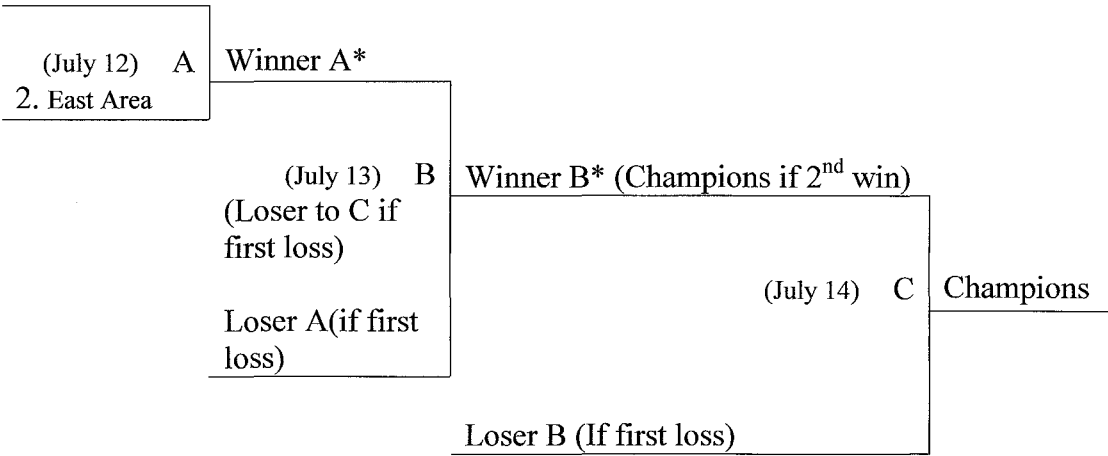 (July 12) A Winner A*
2. East Area
(July 13) B Winner B* (Champions if 2nd win)
(Loser to C if
first loss)
(July 14) C Champions
Loser A(if first
loss)
Loser B (If first loss)